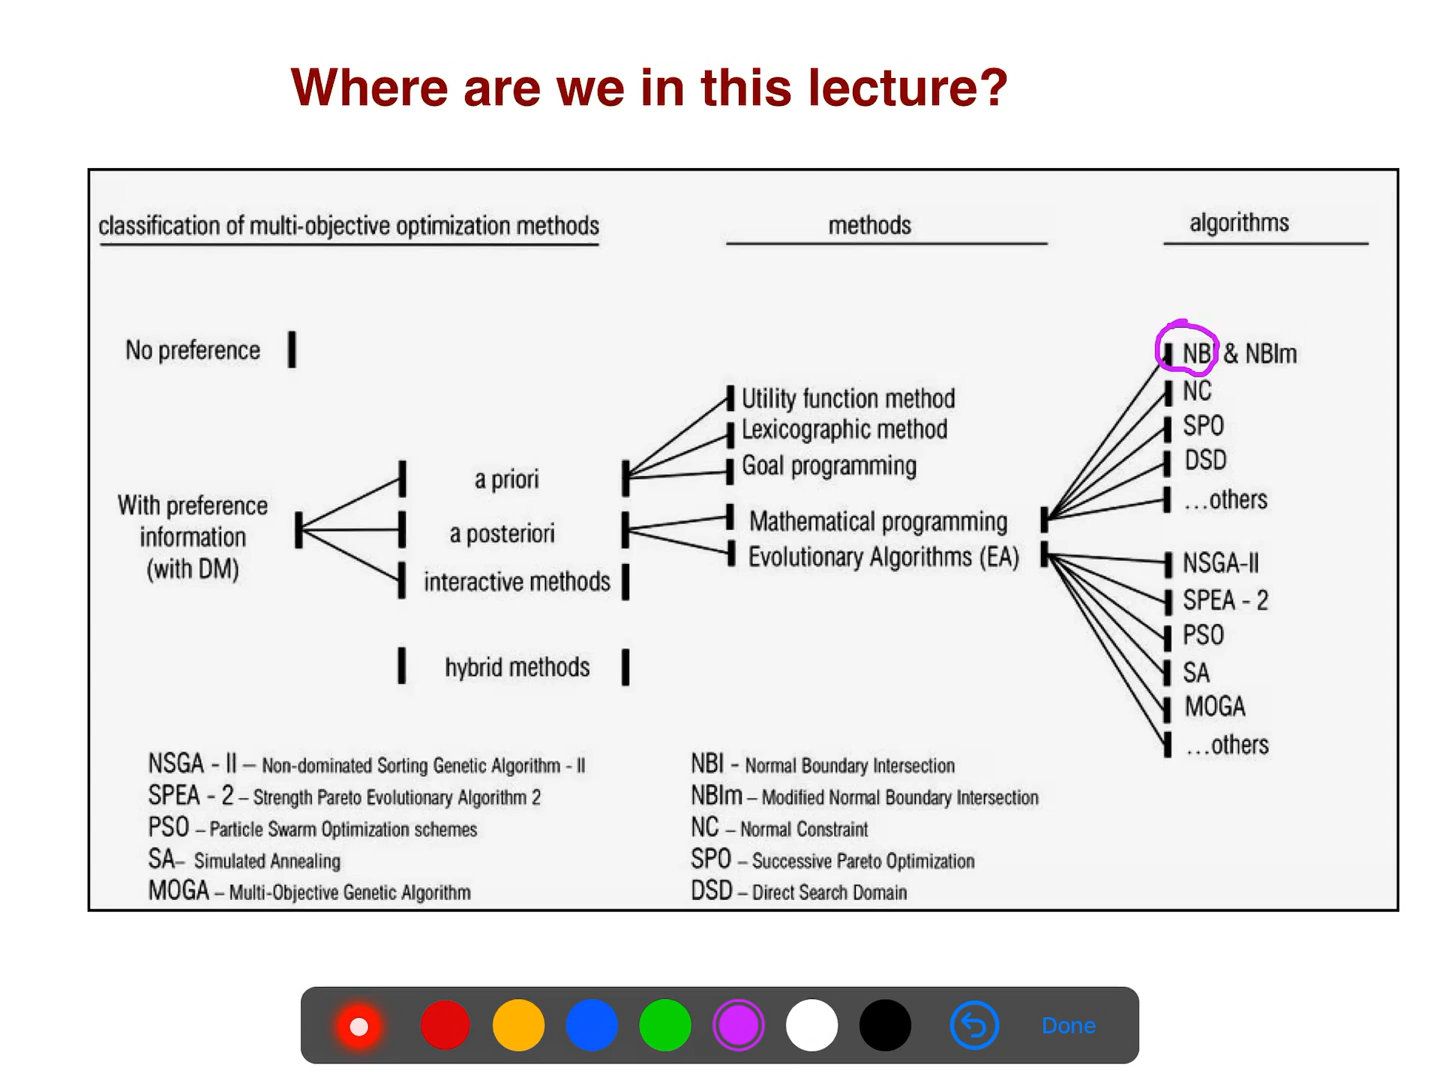 Where are we in this lecture?
classification of multi-objective optimization methods
methods
algorithms
No preference
With preference
information
(with DM)
a priori
a posteriori
interactive methods
hybrid methods
Utility function method
Lexicographic method
Goal programming
Mathematical programming
Evolutionary Algorithms (EA)
NBI & NBIm
NC
SPO
DSD
...others
NSGA-II
SPEA - 2
PSO
SA
MOGA
...others
NSGA - II – Non-dominated Sorting Genetic Algorithm - II
SPEA - 2 – Strength Pareto Evolutionary Algorithm 2
PSO – Particle Swarm Optimization schemes
SA– Simulated Annealing
MOGA – Multi-Objective Genetic Algorithm
NBI - Normal Boundary Intersection
NBIm – Modified Normal Boundary Intersection
NC – Normal Constraint
SPO – Successive Pareto Optimization
DSD – Direct Search Domain
Done